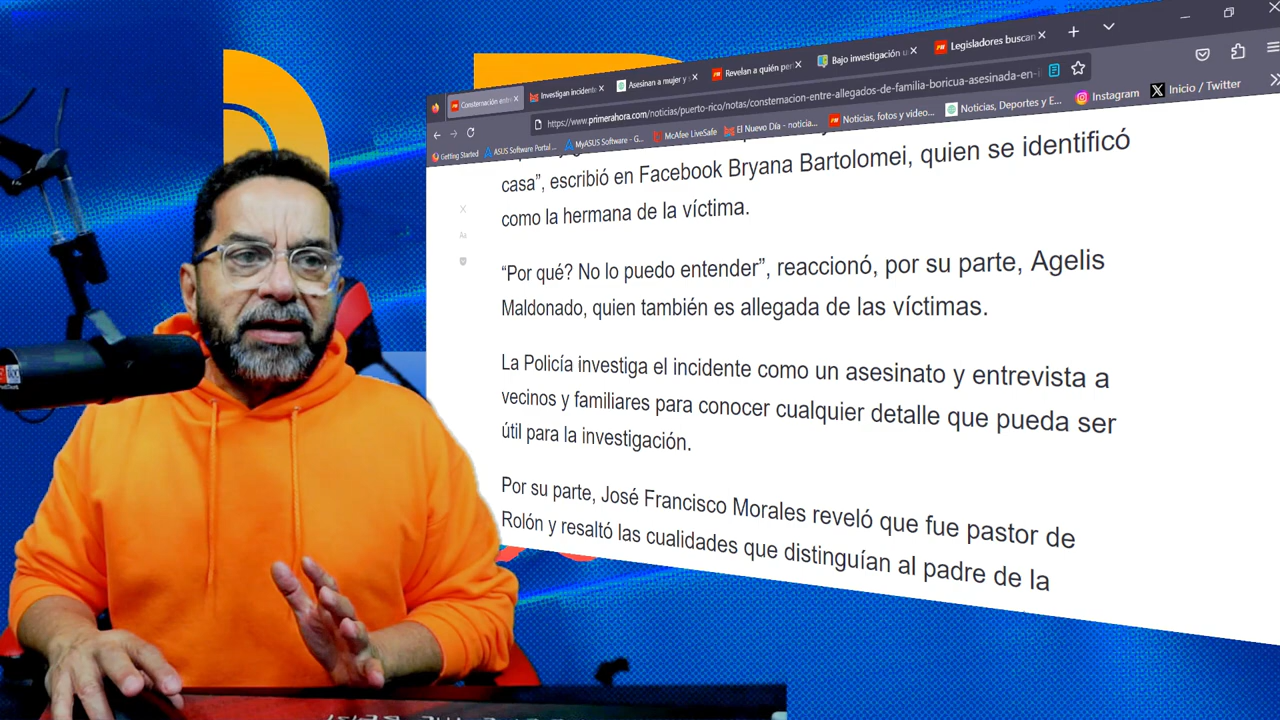 Consternación entre
Investigan incidente
Asesinan a mujer y
Revelan a quién per
Bajo investigación u
Legisladores buscan
https://www.primerahora.com/noticias/puerto-rico/notas/consternacion-entre-allegados-de-familia-boricua-asesinada-en-i
Getting Started
ASUS Software Portal ...
MyASUS Software - G...
McAfee LiveSafe
El Nuevo Día - noticia...
Noticias, fotos y video...
Noticias, Deportes y E...
Instagram
Inicio / Twitter
casa”, escribió en Facebook Bryana Bartolomei, quien se identificó
como la hermana de la víctima.
“Por qué? No lo puedo entender”, reaccionó, por su parte, Agelis
Maldonado, quien también es allegada de las víctimas.
La Policía investiga el incidente como un asesinato y entrevista a
vecinos y familiares para conocer cualquier detalle que pueda ser
útil para la investigación.
Por su parte, José Francisco Morales reveló que fue pastor de
Rolón y resaltó las cualidades que distinguían al padre de la